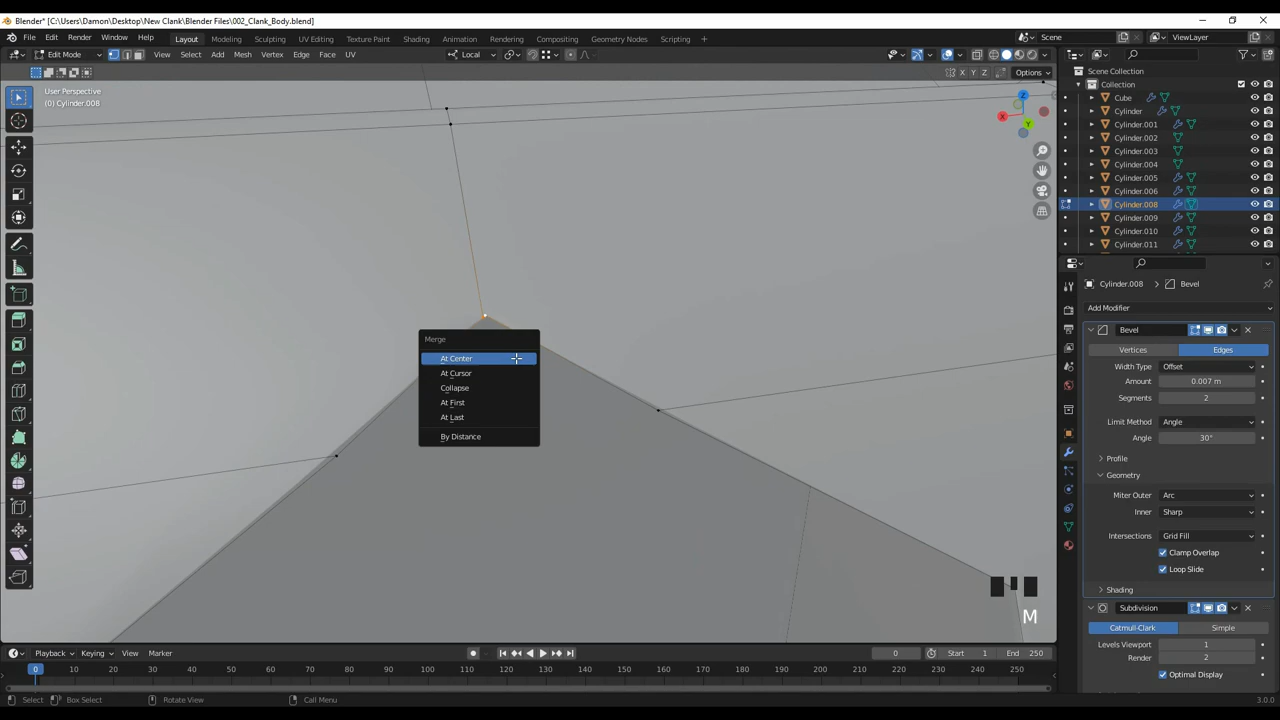 Blender* [C:\Users\Damon\Desktop\New Clank\Blender Files\002_Clank_Body.blend]
File Edit Render Window Help Layout Modeling Sculpting UV Editing Texture Paint Shading Animation Rendering Compositing Geometry Nodes Scripting + Scene ViewLayer
Edit Mode View Select Add Mesh Vertex Edge Face UV Local
X Y Z Options
User Perspective
(0) Cylinder.008
Z
X
Y
Merge
At Center
At Cursor
Collapse
At First
At Last
By Distance
M
Scene Collection
Collection
Cube
Cylinder
Cylinder.001
Cylinder.002
Cylinder.003
Cylinder.004
Cylinder.005
Cylinder.006
Cylinder.008
Cylinder.009
Cylinder.010
Cylinder.011
Cylinder.008 > Bevel
Add Modifier
Bevel
Vertices Edges
Width Type Offset
Amount 0.007 m
Segments 2
Limit Method Angle
Angle 30°
Profile
Geometry
Miter Outer Arc
Inner Sharp
Intersections Grid Fill
Clamp Overlap
Loop Slide
Shading
Subdivision
Catmull-Clark Simple
Levels Viewport 1
Render 2
Optimal Display
Playback Keying View Marker 0 Start 1 End 250
0 10 20 30 40 50 60 70 80 90 100 110 120 130 140 150 160 170 180 190 200 210 220 230 240 250
Select Box Select Rotate View Call Menu 3.0.0